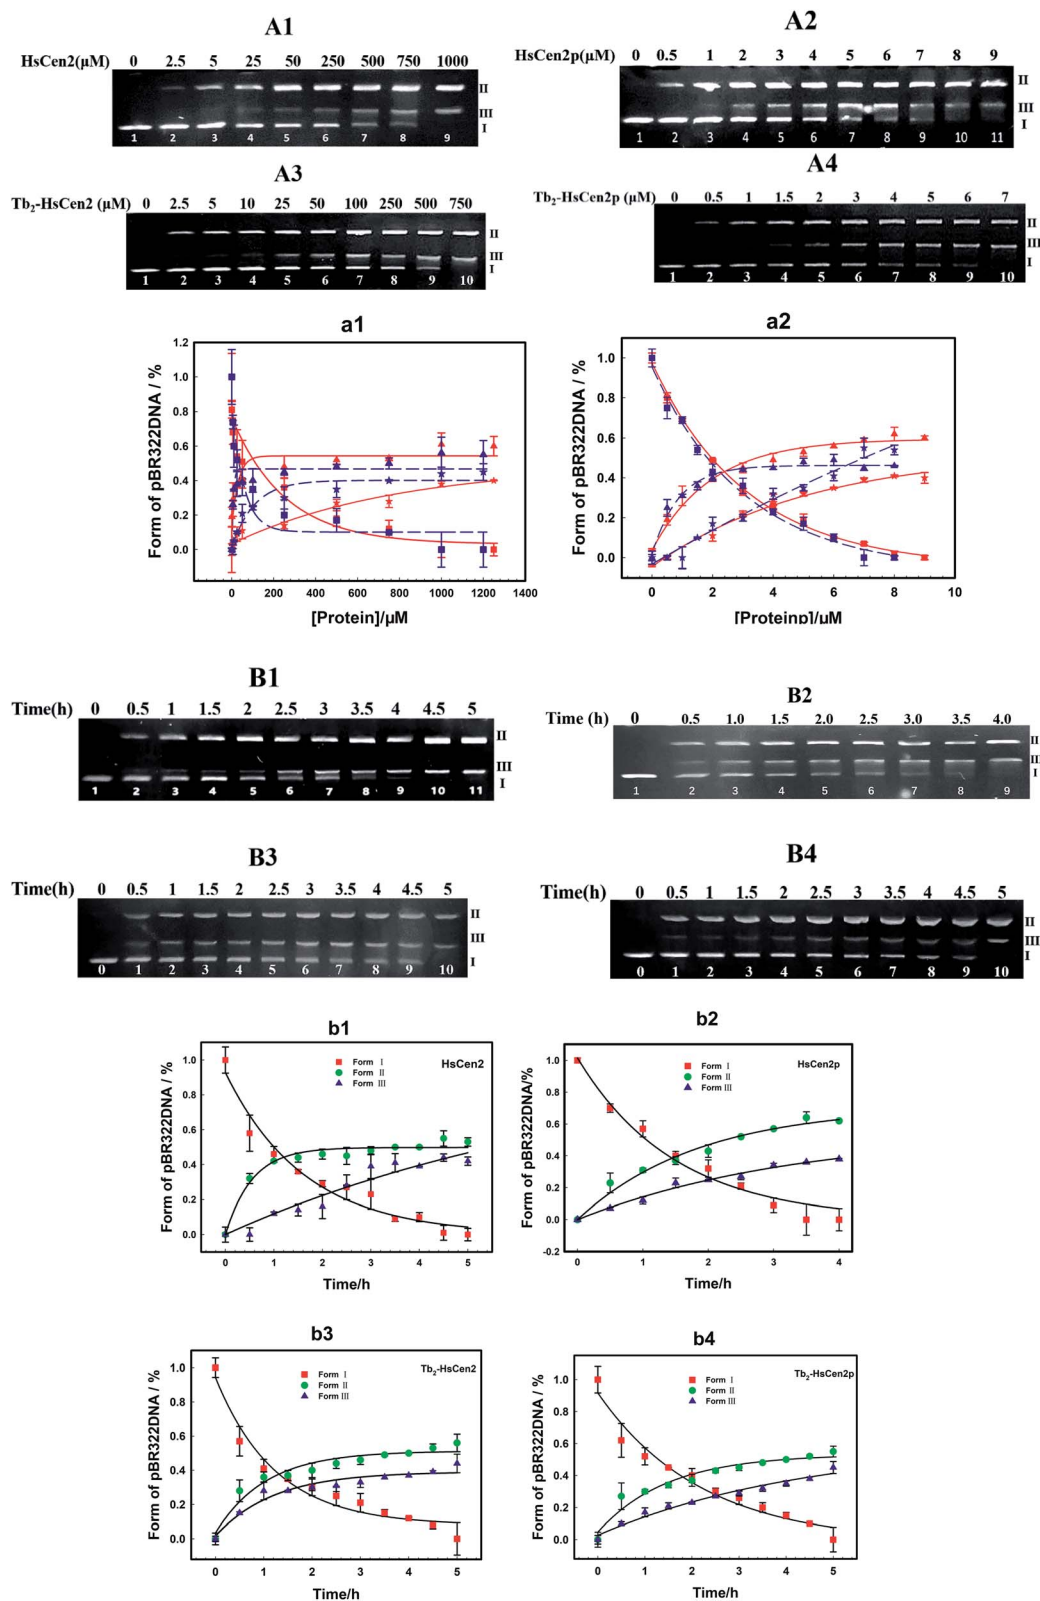 A1
HsCen2(μM) 0 2.5 5 25 50 250 500 750 1000
II
III
I
1 2 3 4 5 6 7 8 9
A2
HsCen2p(μM) 0 0.5 1 2 3 4 5 6 7 8 9
II
III
I
1 2 3 4 5 6 7 8 9 10 11
A3
Tb2-HsCen2 (μM) 0 2.5 5 10 25 50 100 250 500 750
II
III
I
1 2 3 4 5 6 7 8 9 10
A4
Tb2-HsCen2p (μM) 0 0.5 1 1.5 2 3 4 5 6 7
II
III
I
1 2 3 4 5 6 7 8 9 10
a1
Form of pBR322DNA / %
1.2
1.0
0.8
0.6
0.4
0.2
0.0
0 200 400 600 800 1000 1200 1400
[Protein]/μM
a2
Form of pBR322DNA / %
1.0
0.8
0.6
0.4
0.2
0.0
0 2 4 6 8 10
[Proteinp]/μM
B1
Time(h) 0 0.5 1 1.5 2 2.5 3 3.5 4 4.5 5
II
III
I
1 2 3 4 5 6 7 8 9 10 11
B2
Time (h) 0 0.5 1.0 1.5 2.0 2.5 3.0 3.5 4.0
II
III
I
1 2 3 4 5 6 7 8 9
B3
Time(h) 0 0.5 1 1.5 2 2.5 3 3.5 4 4.5 5
II
III
I
0 1 2 3 4 5 6 7 8 9 10
B4
Time(h) 0 0.5 1 1.5 2 2.5 3 3.5 4 4.5 5
II
III
I
0 1 2 3 4 5 6 7 8 9 10
b1
Form of pBR322DNA / %
1.0
0.8
0.6
0.4
0.2
0.0
Form I
Form II
Form III
HsCen2
0 1 2 3 4 5
Time/h
b2
Form of pBR322DNA/%
1.0
0.8
0.6
0.4
0.2
0.0
-0.2
Form I
Form II
Form III
HsCen2p
0 1 2 3 4
Time/h
b3
Form of pBR322DNA / %
1.0
0.8
0.6
0.4
0.2
0.0
Form I
Form II
Form III
Tb2-HsCen2
0 1 2 3 4 5
Time/h
b4
Form of pBR322DNA / %
1.0
0.8
0.6
0.4
0.2
0.0
Form I
Form II
Form III
Tb2-HsCen2p
0 1 2 3 4 5
Time/h